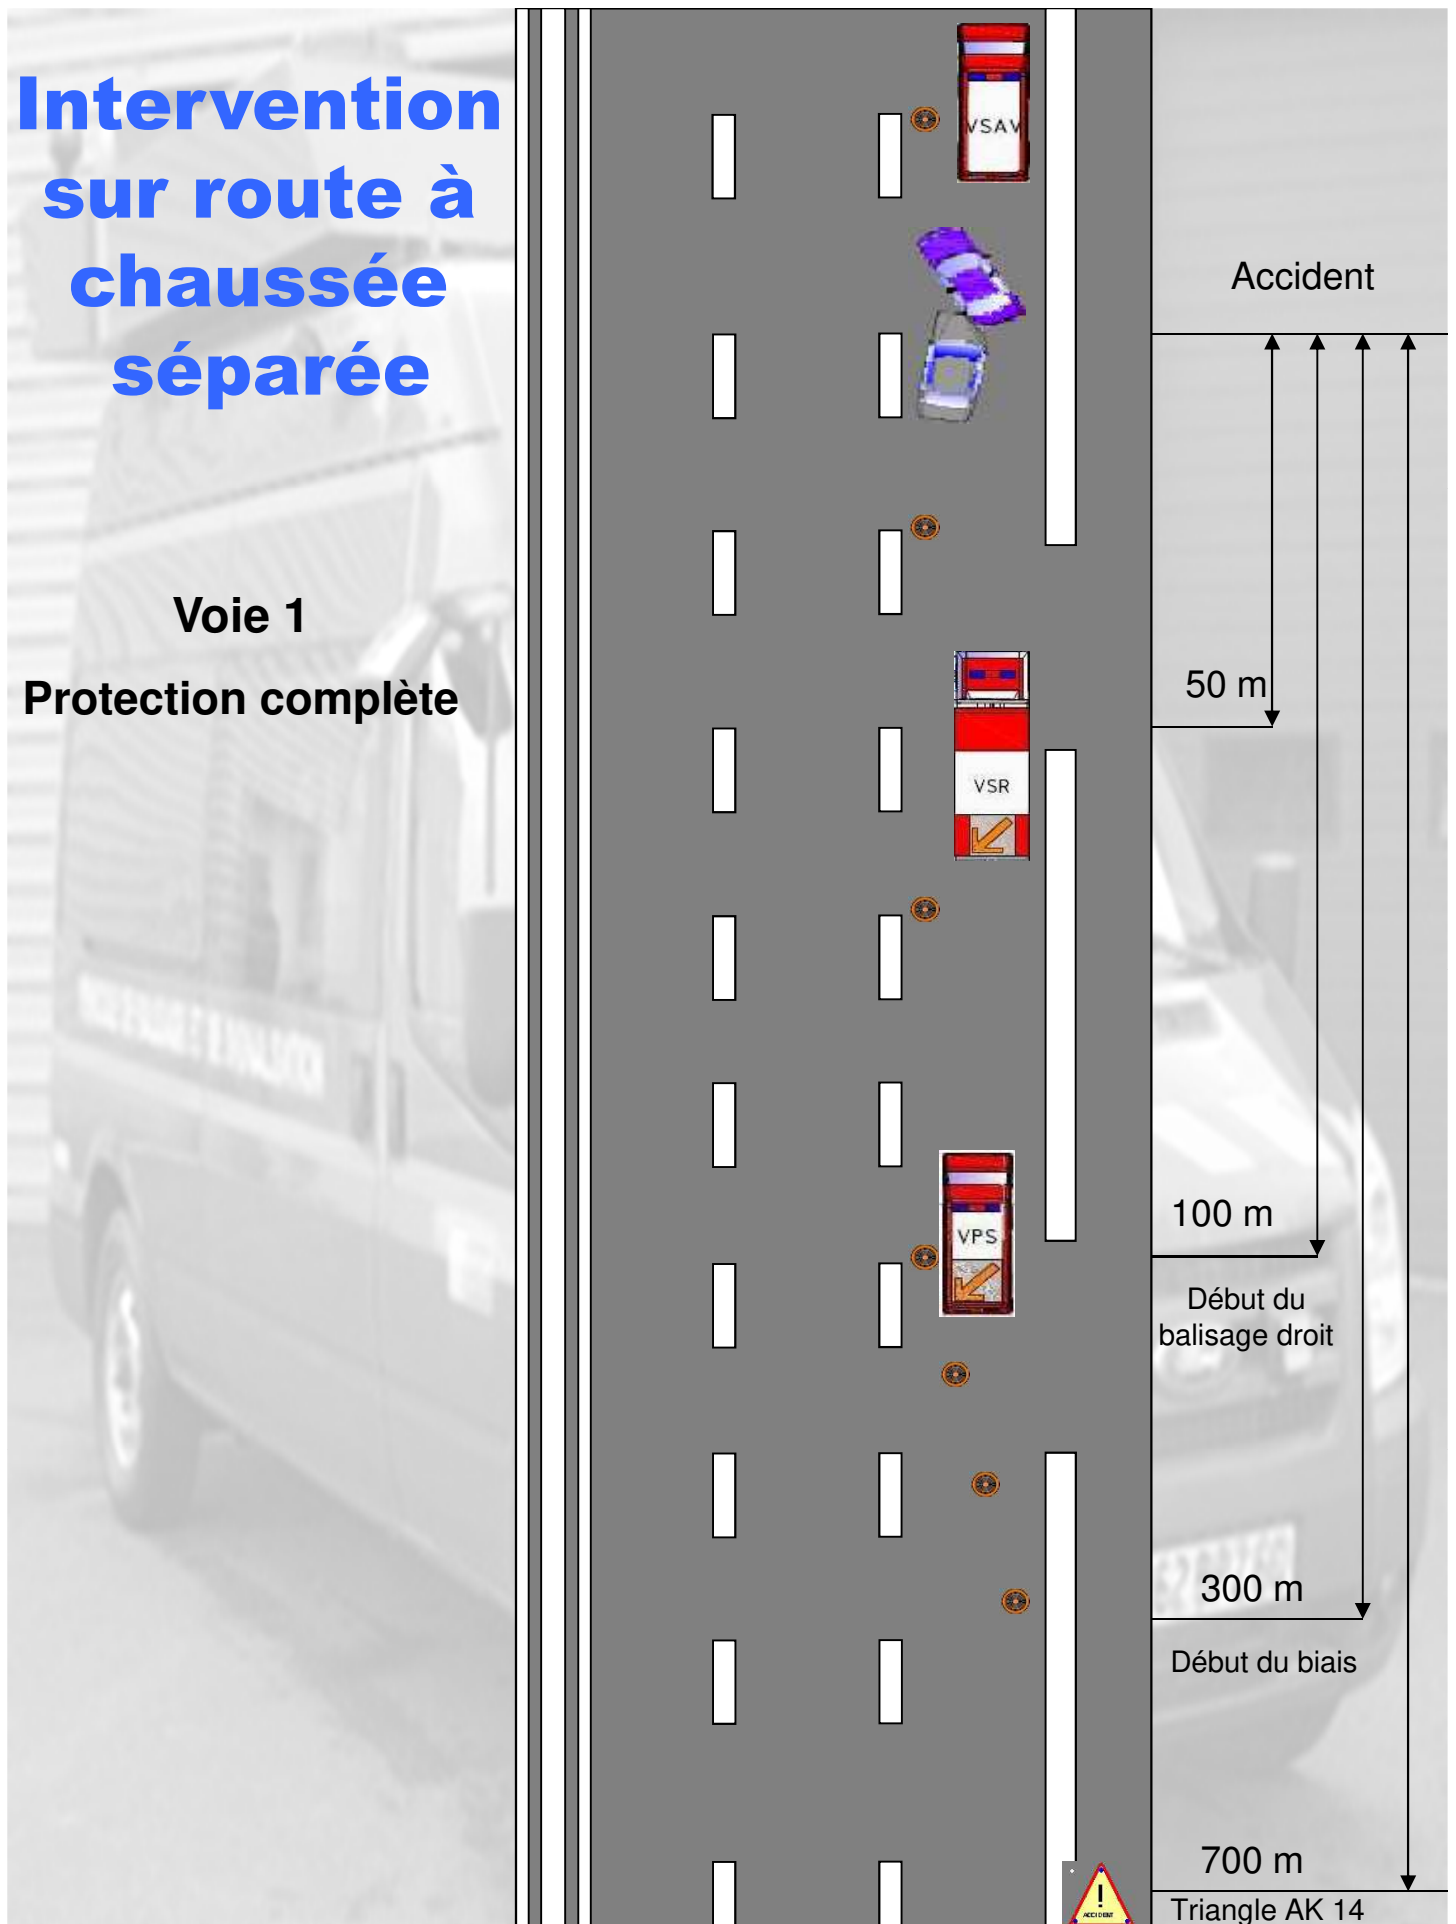 Intervention
sur route à
chaussée
séparée
Voie 1
Protection complète
VSAV
Accident
50 m
VSR
100 m
VPS
Début du
balisage droit
300 m
Début du biais
700 m
ACCIDENT
Triangle AK 14